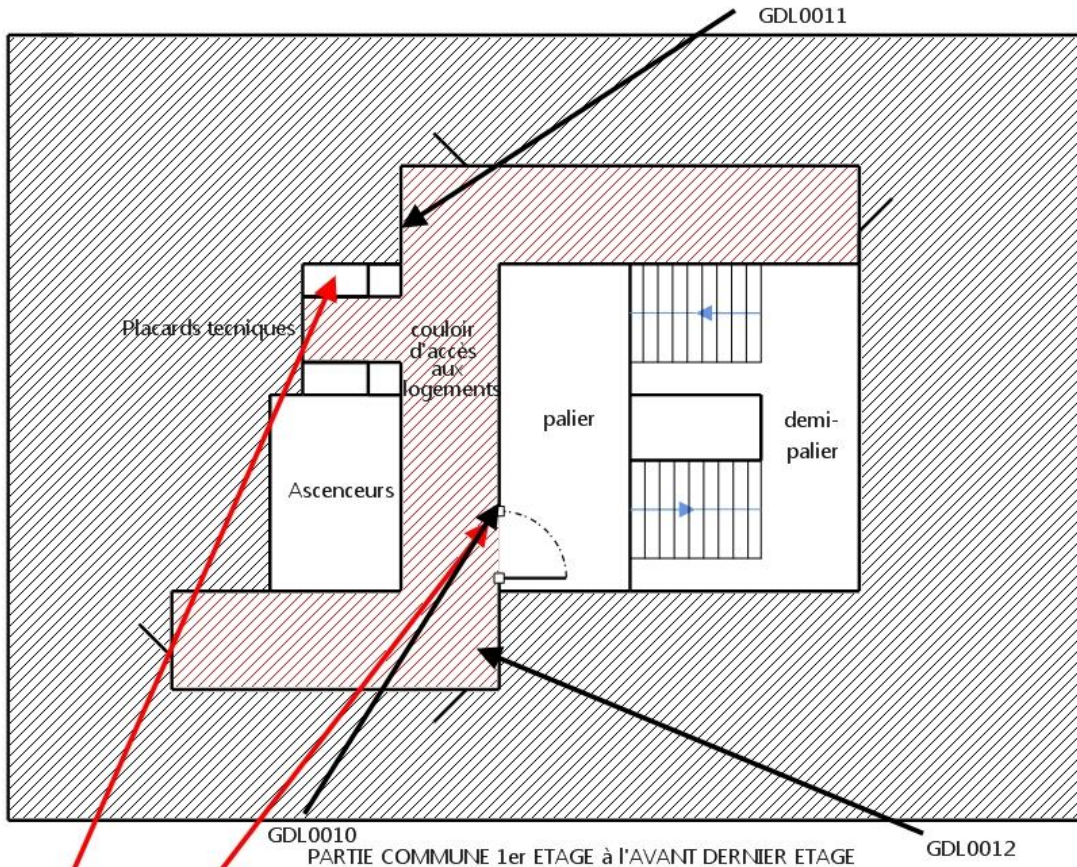 GDL0011
Placards tecniques
couloir
d'accès
aux
logements
palier
demi-
palier
Ascenceurs
GDL0010
GDL0012
PARTIE COMMUNE 1er ETAGE à l'AVANT DERNIER ETAGE